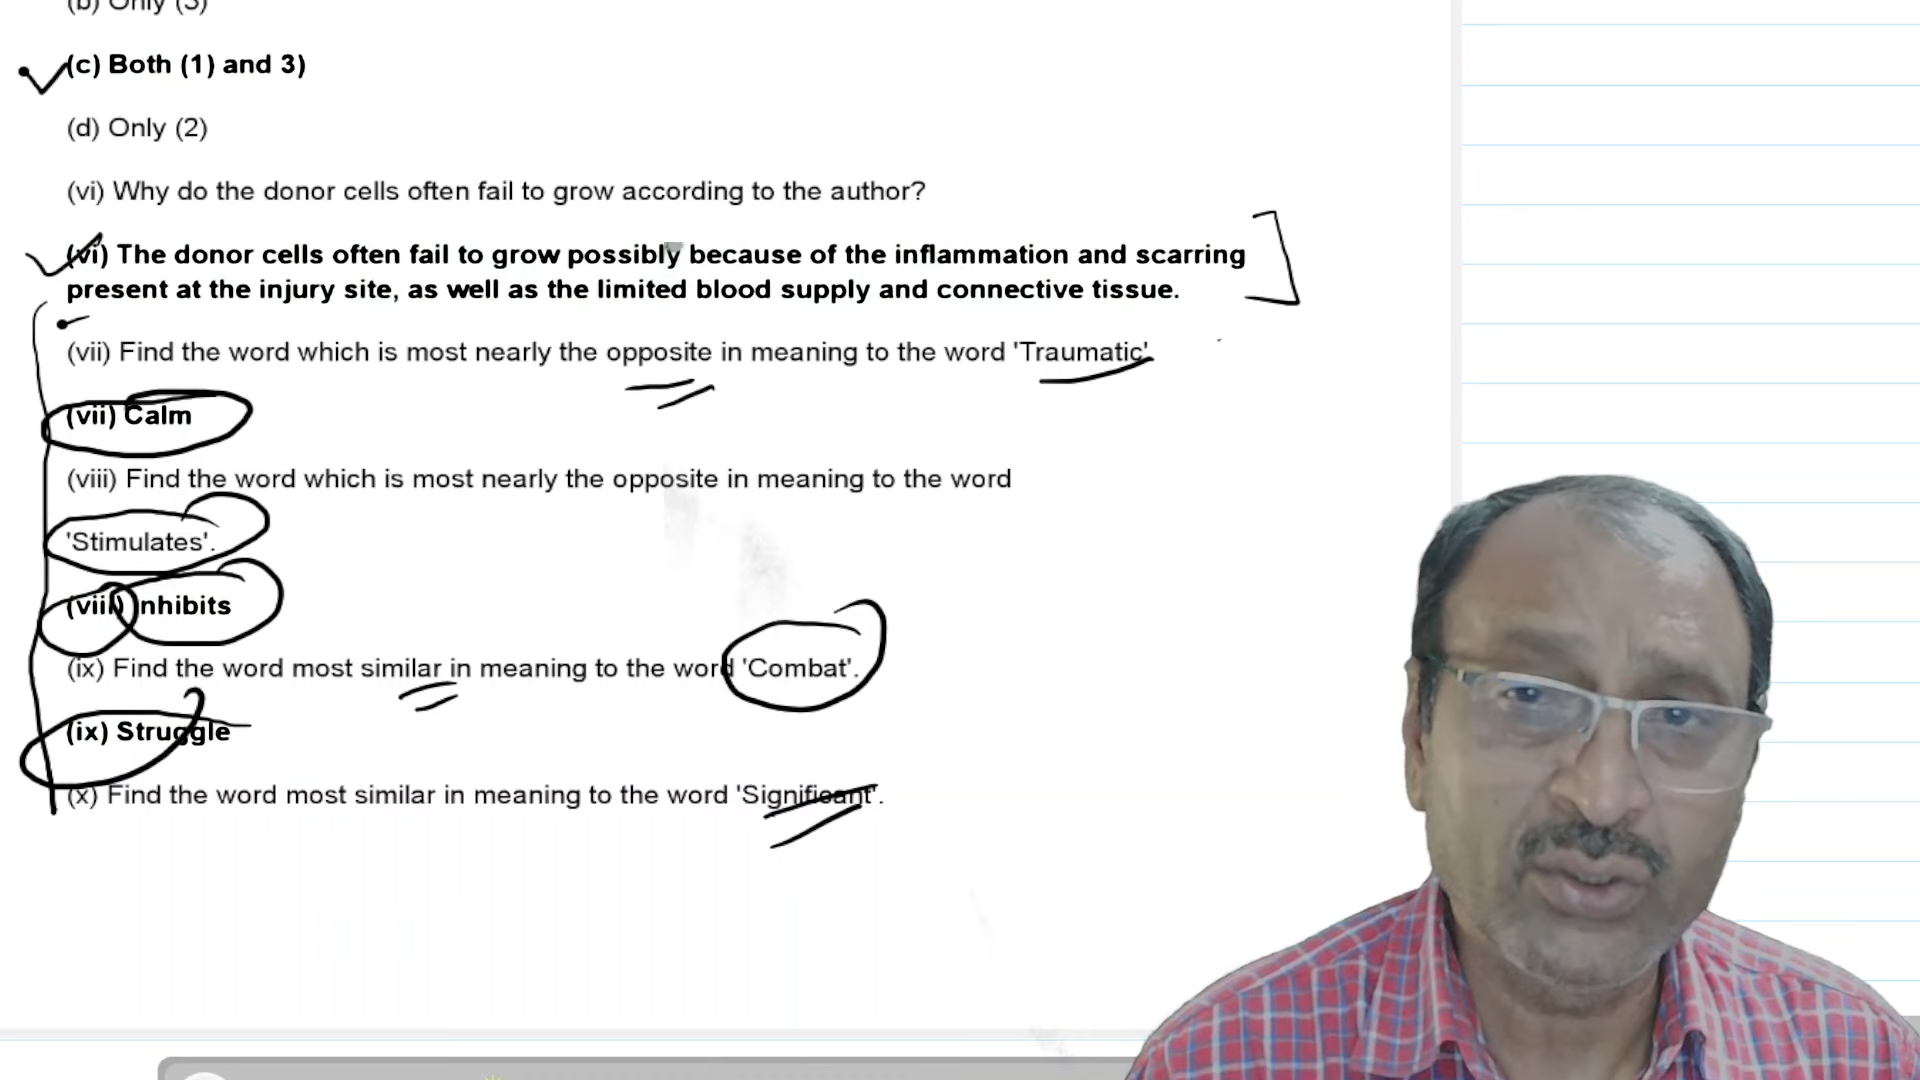 (b) Only (3)
(c) Both (1) and 3)
(d) Only (2)
(vi) Why do the donor cells often fail to grow according to the author?
(vi) The donor cells often fail to grow possibly because of the inflammation and scarring
present at the injury site, as well as the limited blood supply and connective tissue.
(vii) Find the word which is most nearly the opposite in meaning to the word 'Traumatic'
(vii) Calm
(viii) Find the word which is most nearly the opposite in meaning to the word
'Stimulates'.
(viii) Inhibits
(ix) Find the word most similar in meaning to the word 'Combat'.
(ix) Struggle
(x) Find the word most similar in meaning to the word 'Significant'.